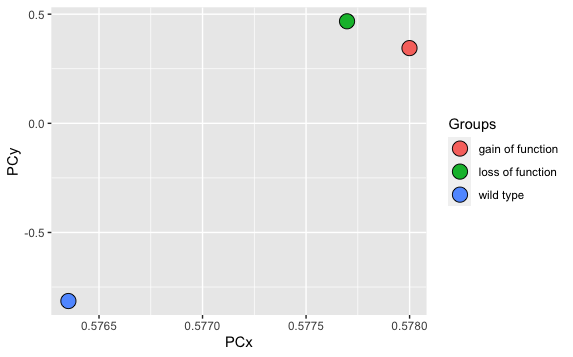 0.5
0.0
-0.5
PCy
0.5765
0.5770
0.5775
0.5780
PCx
Groups
gain of function
loss of function
wild type